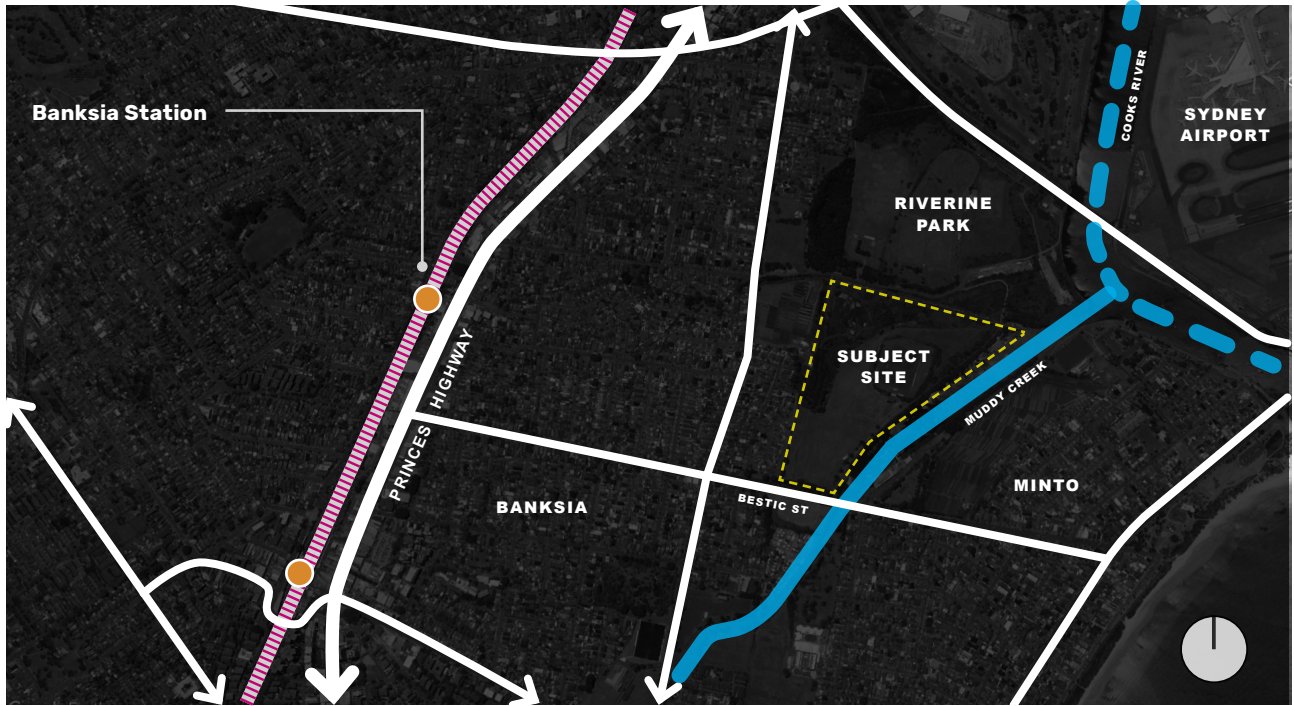 Banksia Station
COOKS RIVER
SYDNEY
AIRPORT
RIVERINE
PARK
SUBJECT
SITE
PRINCES HIGHWAY
MUDDY CREEK
BANKSIA
BESTIC ST
MINTO